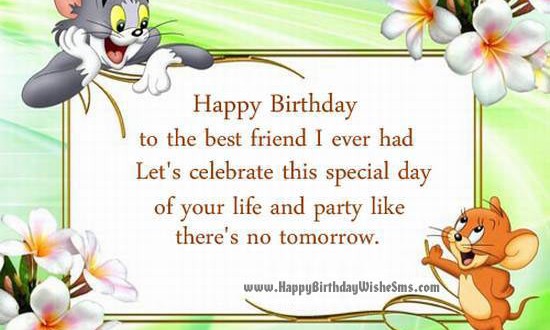 Happy Birthday
to the best friend I ever had
Let's celebrate this special day
of your life and party like
there's no tomorrow.
www.HappyBirthdayWisheSms.com